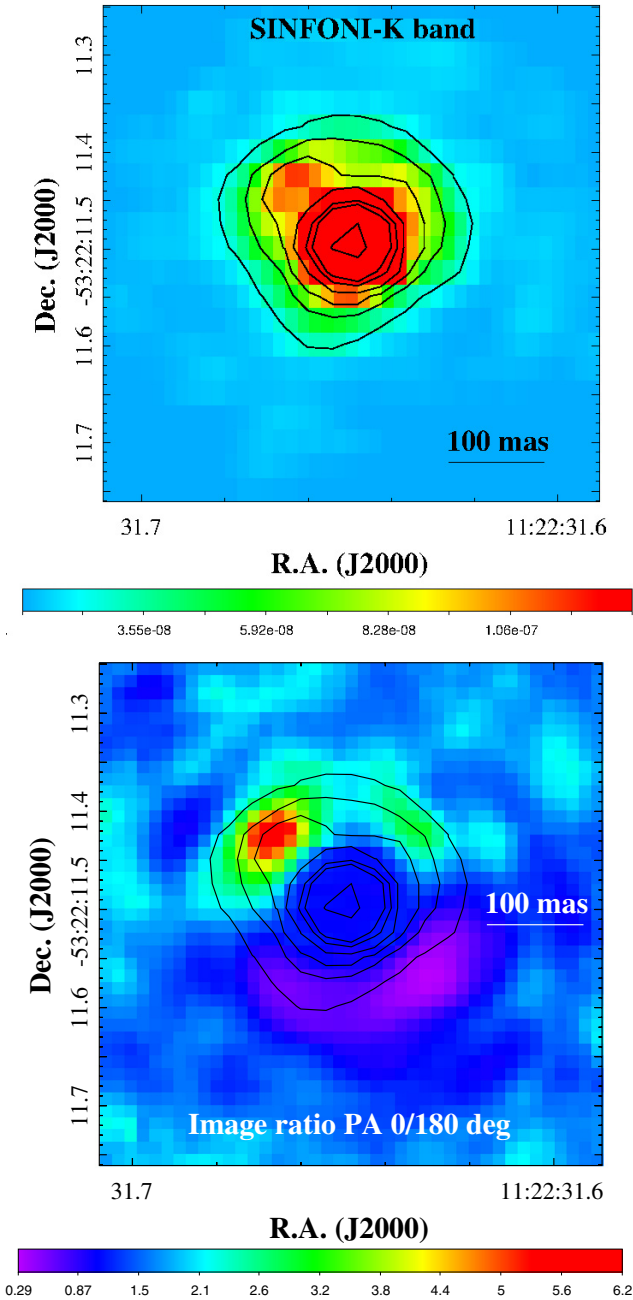 SINFONI-K band
11.3
11.4
-53:22:11.5
11.6
11.7
Dec. (J2000)
100 mas
31.7
11:22:31.6
R.A. (J2000)
3.55e-08
5.92e-08
8.28e-08
1.06e-07
11.3
11.4
-53:22:11.5
11.6
11.7
Dec. (J2000)
100 mas
Image ratio PA 0/180 deg
31.7
11:22:31.6
R.A. (J2000)
0.29
0.87
1.5
2.1
2.6
3.2
3.8
4.4
5
5.6
6.2